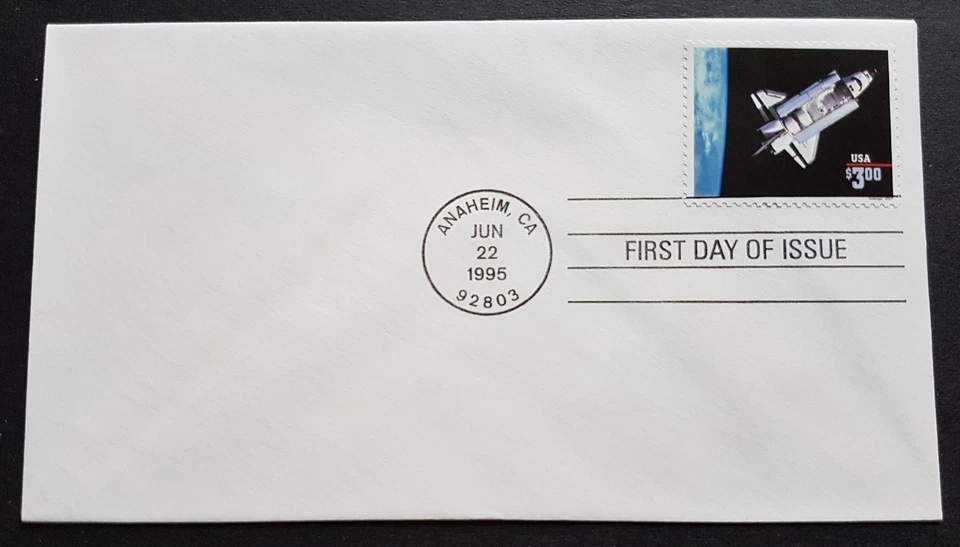 USA
$3.00
ANAHEIM, CA
JUN
22
1995
92803
FIRST DAY OF ISSUE